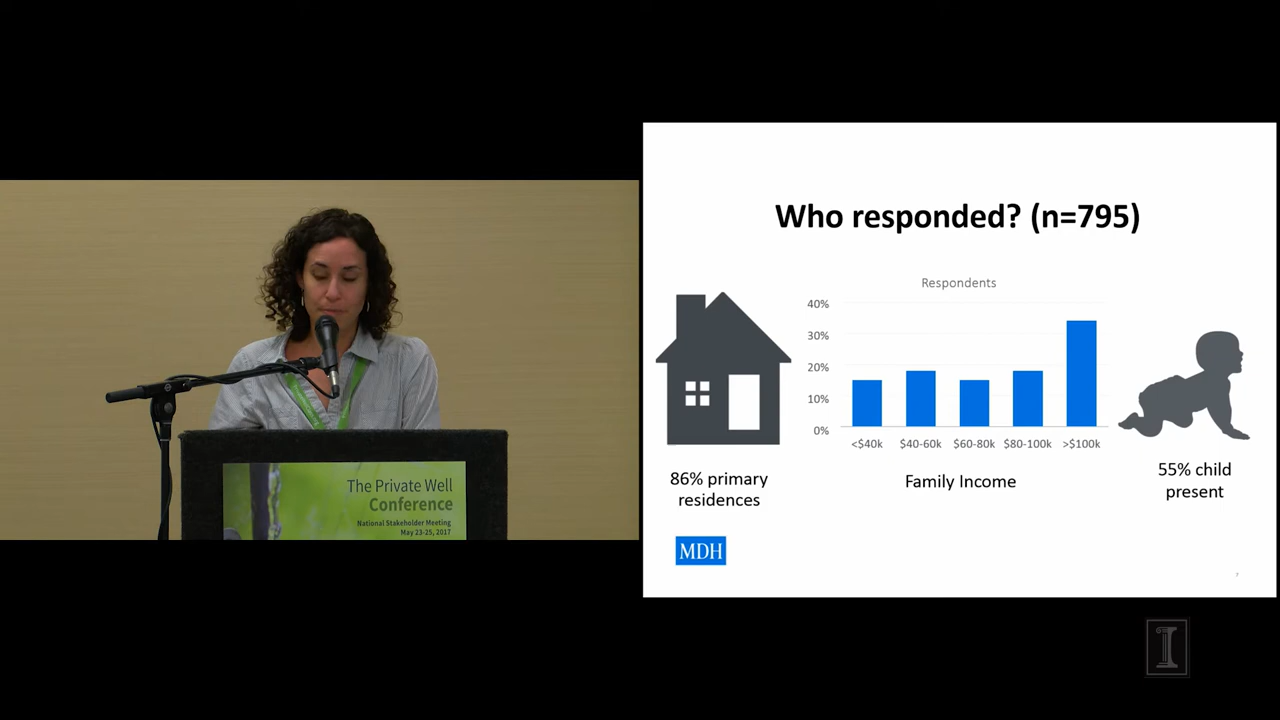 The Private Well
Conference
National Stakeholder Meeting
May 23-25, 2017
Who responded? (n=795)
Respondents
40%
30%
20%
10%
0%
<$40k
$40-60k
$60-80k
$80-100k
>$100k
Family Income
86% primary
residences
55% child
present
MDH
I